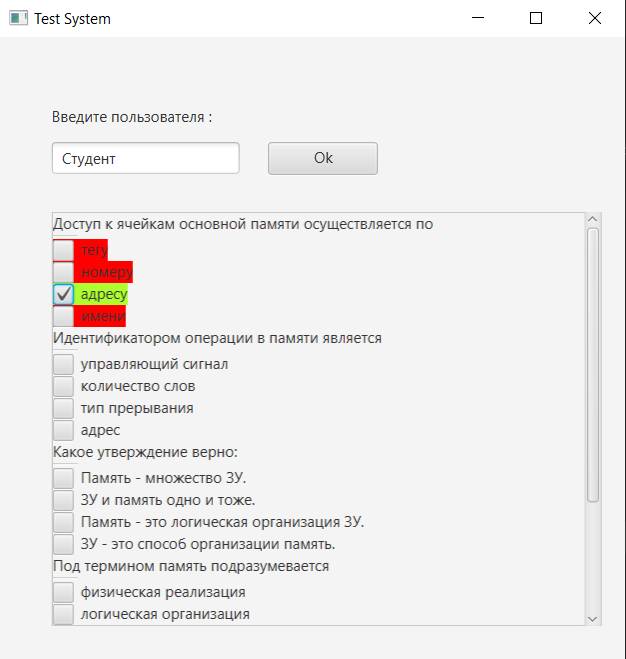 Test System
Введите пользователя :
Студент
Ok
Доступ к ячейкам основной памяти осуществляется по
тегу
номеру
адресу
имени
Идентификатором операции в памяти является
управляющий сигнал
количество слов
тип прерывания
адрес
Какое утверждение верно:
Память - множество ЗУ.
ЗУ и память одно и тоже.
Память - это логическая организация ЗУ.
ЗУ - это способ организации память.
Под термином память подразумевается
физическая реализация
логическая организация